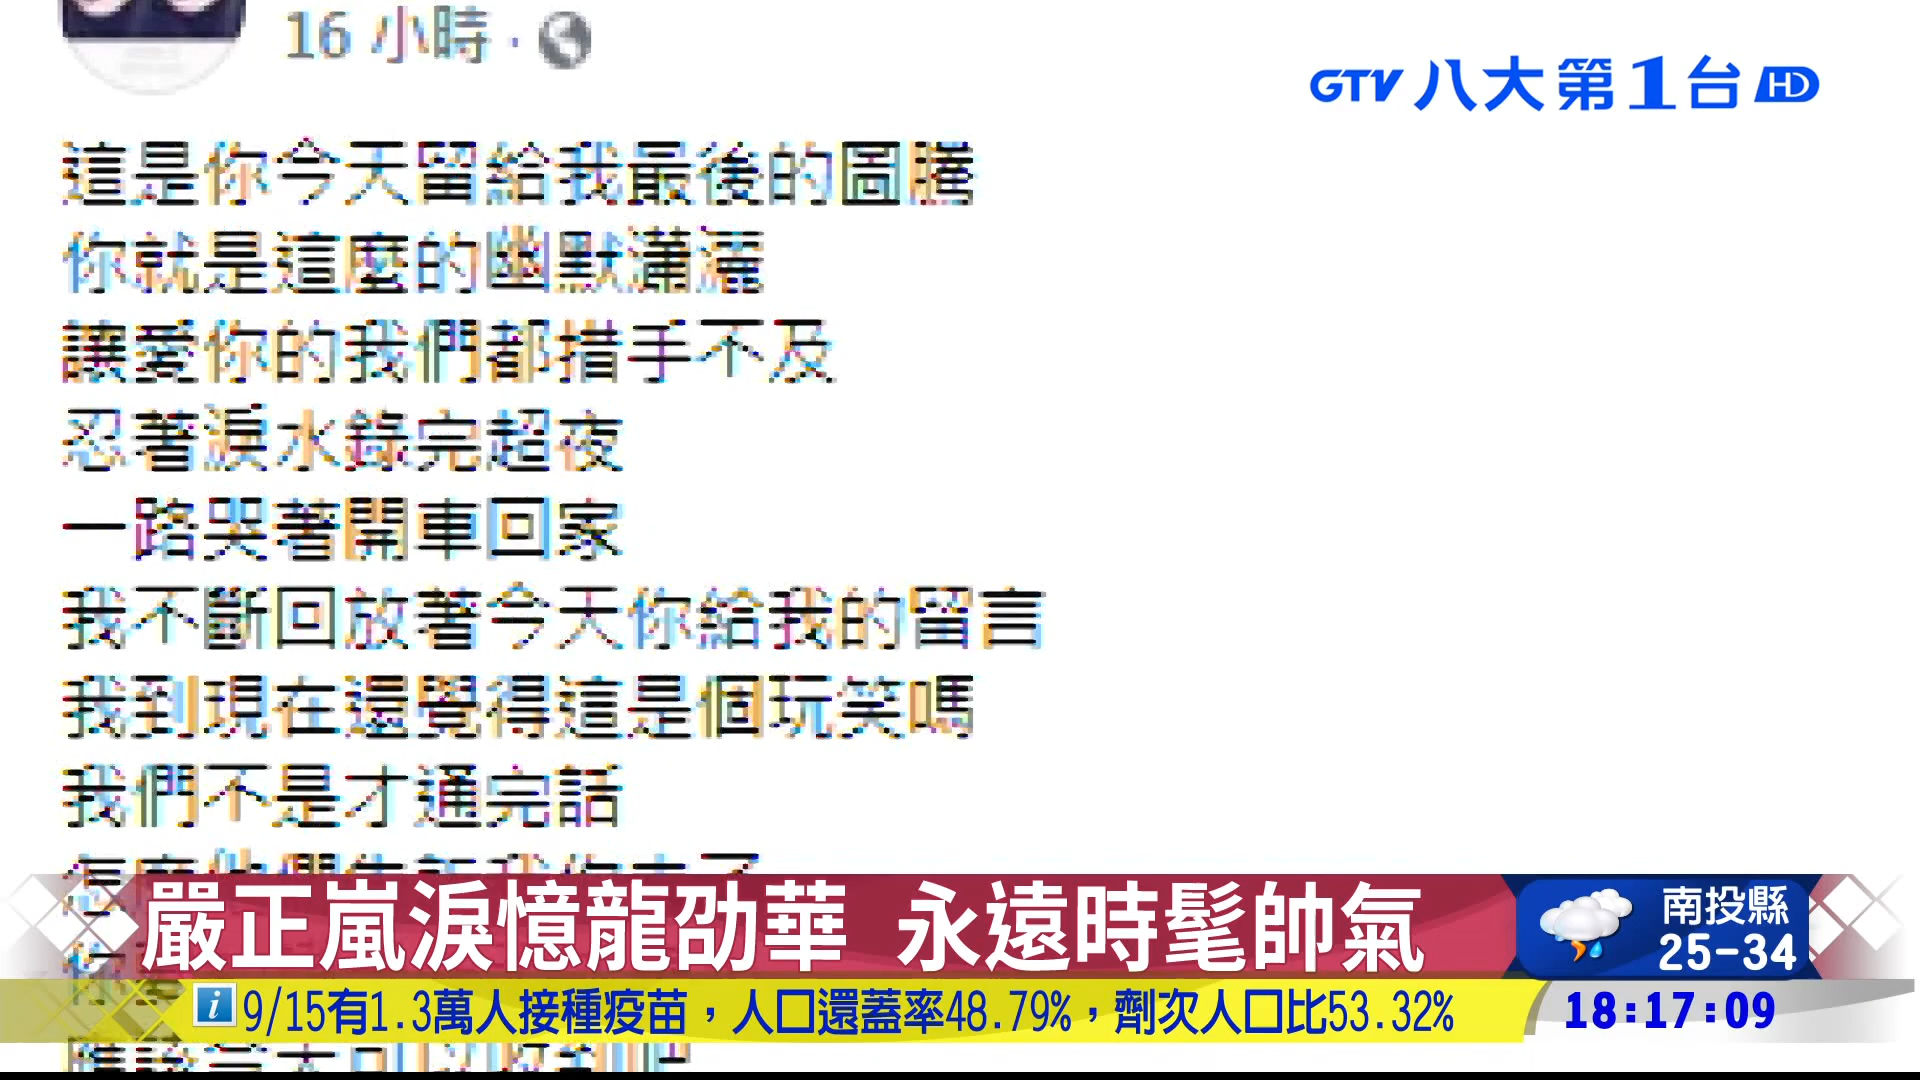 16 小時
GTV 八大第1台 HD
這是你今天留給我最後的圖騰
你就是這麼的幽默瀟灑
讓愛你的我們都措手不及
忍著淚水錄完超夜
一路哭著開車回家
我不斷回放著今天你給我的留言
我到現在還覺得這是個玩笑嗎
我們不是才通完話
嚴正嵐淚憶龍劭華 永遠時髦帥氣
南投縣
25-34
9/15有1.3萬人接種疫苗，人口還蓋率48.79%，劑次人口比53.32%
18:17:09